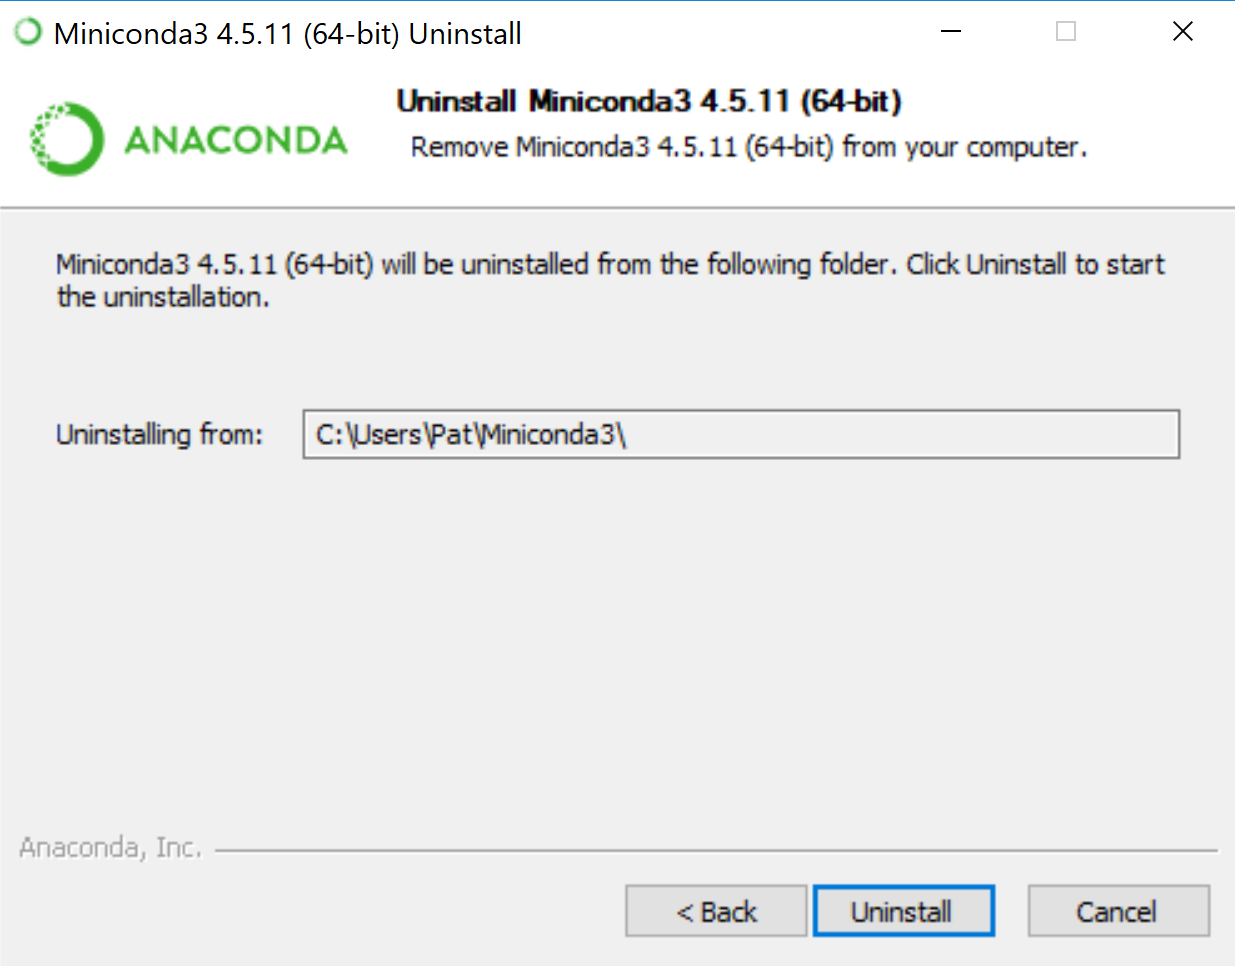 Miniconda3 4.5.11 (64-bit) Uninstall
ANACONDA
Uninstall Miniconda3 4.5.11 (64-bit)
Remove Miniconda3 4.5.11 (64-bit) from your computer.
Miniconda3 4.5.11 (64-bit) will be uninstalled from the following folder. Click Uninstall to start
the uninstallation.
Uninstalling from: C:\Users\Pat\Miniconda3\
Anaconda, Inc.
< Back Uninstall Cancel